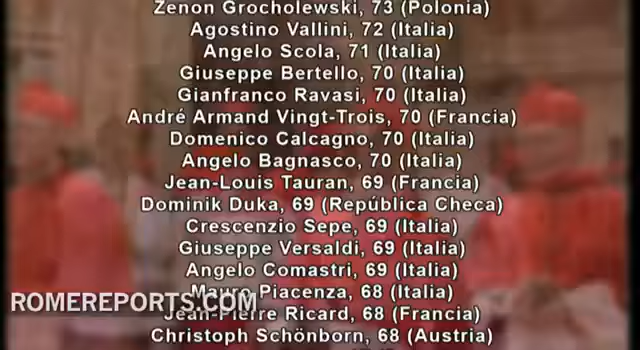 Zenon Grocholewski, 73 (Polonia)
Agostino Vallini, 72 (Italia)
Angelo Scola, 71 (Italia)
Giuseppe Bertello, 70 (Italia)
Gianfranco Ravasi, 70 (Italia)
André Armand Vingt-Trois, 70 (Francia)
Domenico Calcagno, 70 (Italia)
Angelo Bagnasco, 70 (Italia)
Jean-Louis Tauran, 69 (Francia)
Dominik Duka, 69 (República Checa)
Crescenzio Sepe, 69 (Italia)
Giuseppe Versaldi, 69 (Italia)
Angelo Comastri, 69 (Italia)
Mauro Piacenza, 68 (Italia)
ROMEREPORTS.COM
Jean-Pierre Ricard, 68 (Francia)
Christoph Schönborn, 68 (Austria)